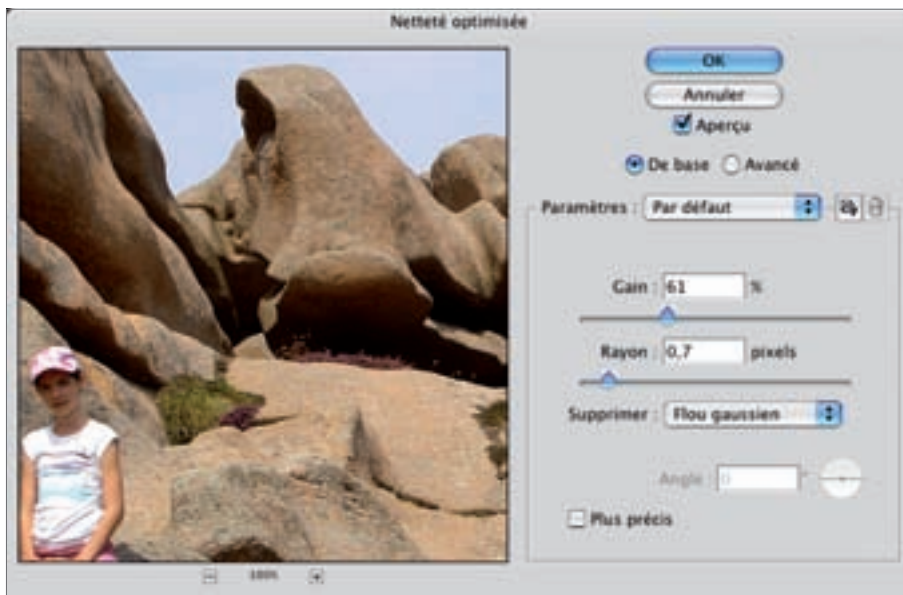 Netteté optimisée
OK
Annuler
Aperçu
De base Avancé
Paramètres : Par défaut
Gain : 61 %
Rayon : 0,7 pixels
Supprimer : Flou gaussien
Angle : 0 °
Plus précis
100%